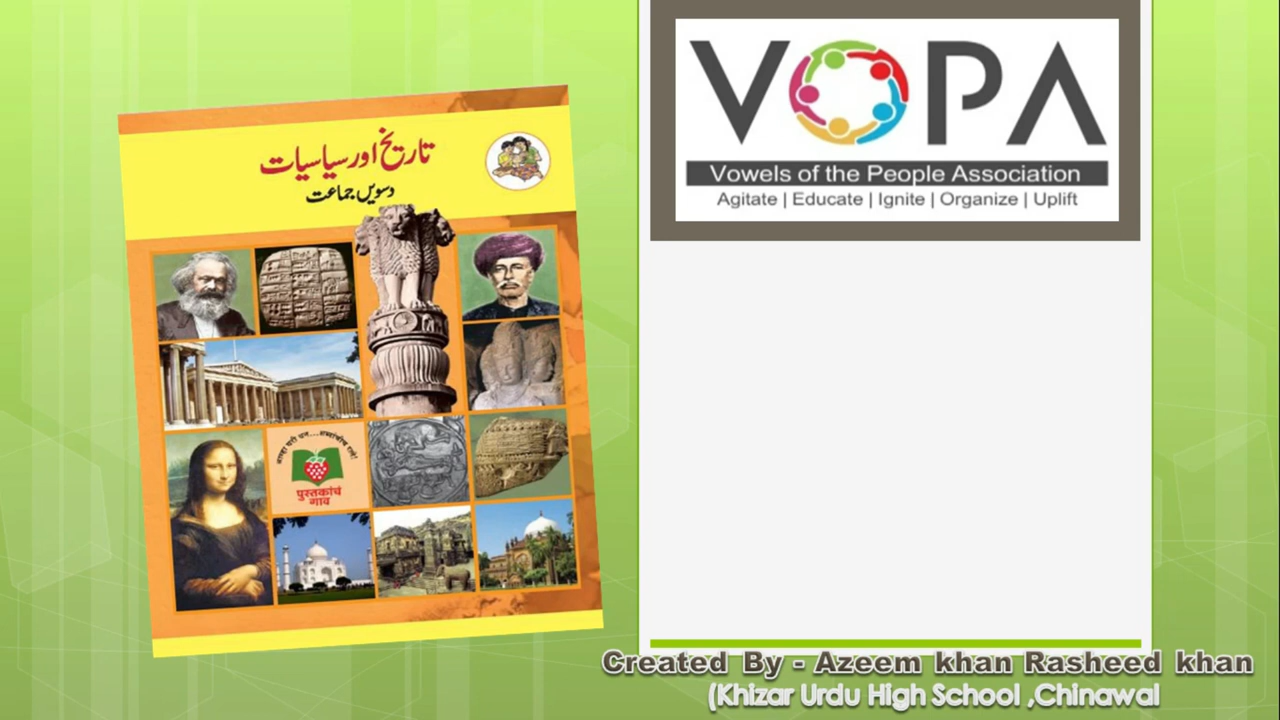 تاریخ اور سیاسیات
دسویں جماعت
पुस्तकांचं
गाव
VOPA
Vowels of the People Association
Agitate | Educate | Ignite | Organize | Uplift
Created By - Azeem khan Rasheed khan
(Khizar Urdu High School ,Chinawal